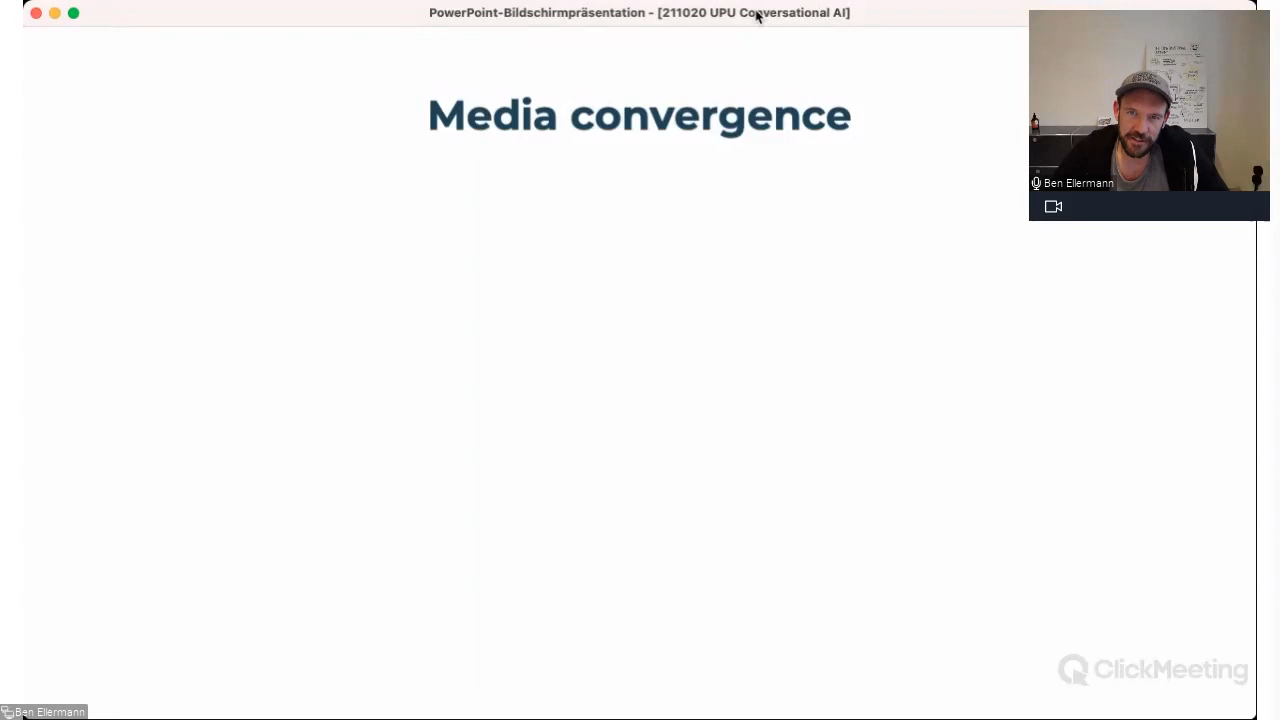 PowerPoint-Bildschirmpräsentation - [211020 UPU Conversational AI]
Media convergence
Ben Ellermann
ClickMeeting
Ben Ellermann